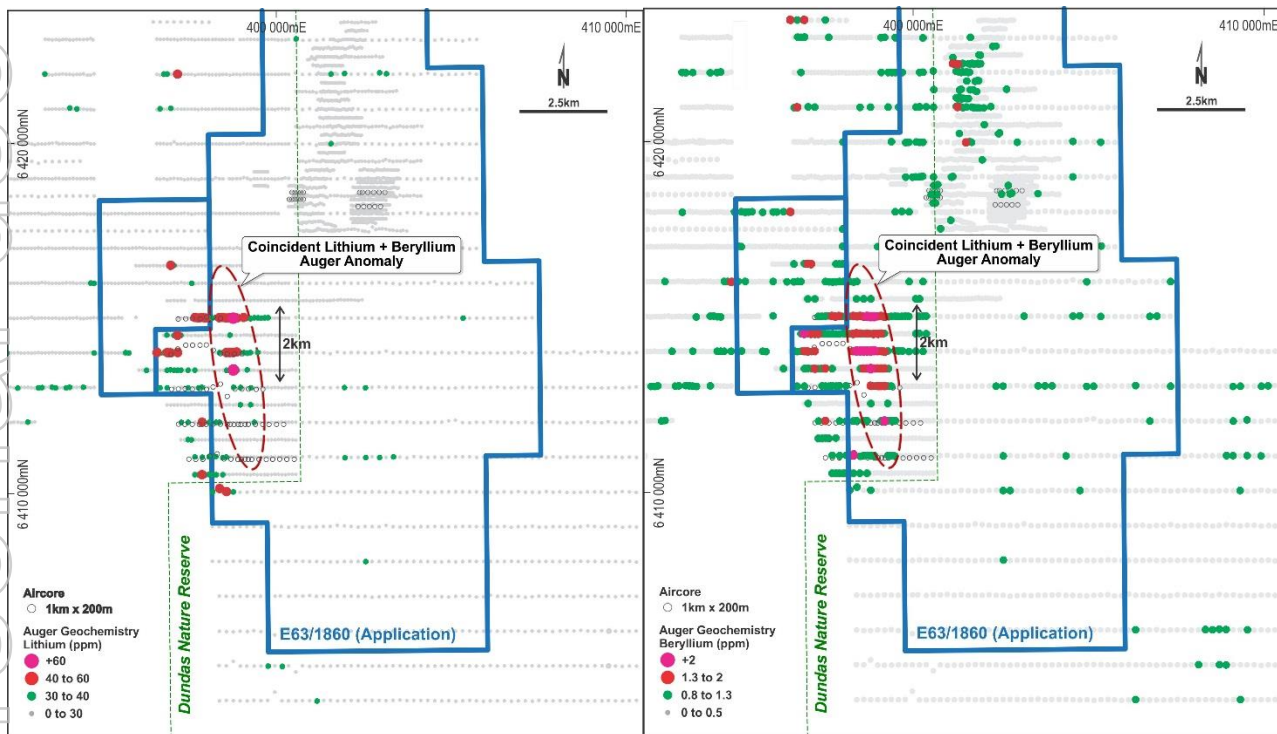 400 000mE
410 000mE
N
2.5km
6 420 000mN
Coincident Lithium + Beryllium
Auger Anomaly
2km
6 410 000mN
Dundas Nature Reserve
E63/1860 (Application)
Aircore
1km x 200m
Auger Geochemistry
Lithium (ppm)
+60
40 to 60
30 to 40
0 to 30
400 000mE
410 000mE
N
2.5km
6 420 000mN
Coincident Lithium + Beryllium
Auger Anomaly
2km
6 410 000mN
Dundas Nature Reserve
E63/1860 (Application)
Aircore
1km x 200m
Auger Geochemistry
Beryllium (ppm)
+2
1.3 to 2
0.8 to 1.3
0 to 0.5